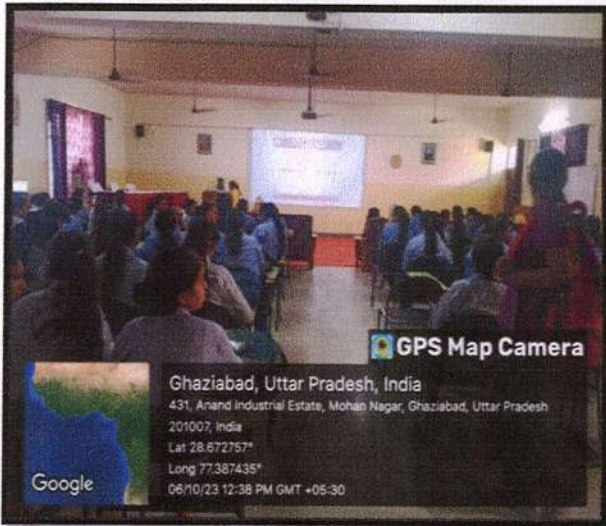 GPS Map Camera
Ghaziabad, Uttar Pradesh, India
431, Anand Industrial Estate, Mohan Nagar, Ghaziabad, Uttar Pradesh
201007, India
Lat 28.672757°
Long 77.387435°
06/10/23 12:38 PM GMT +05:30
Google